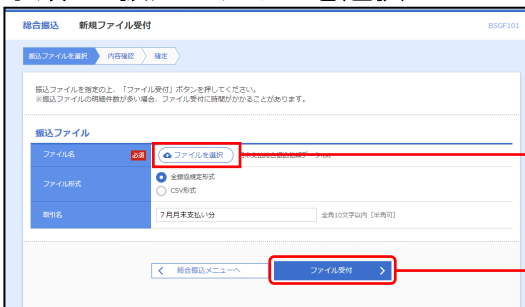 総合振込 新規ファイル受付 BSGF101
振込ファイルを選択 内容確認 確定
振込ファイルを指定の上、「ファイル受付」ボタンを押してください。
※振込ファイルの明細件数が多い場合、ファイル受付に時間がかかることがあります。
振込ファイル
ファイル名 必須 ファイルを選択
ファイル形式 全銀協規定形式
CSV形式
取引名 7月月末支払い分 全角10文字以内 [半角可]
総合振込メニューへ ファイル受付